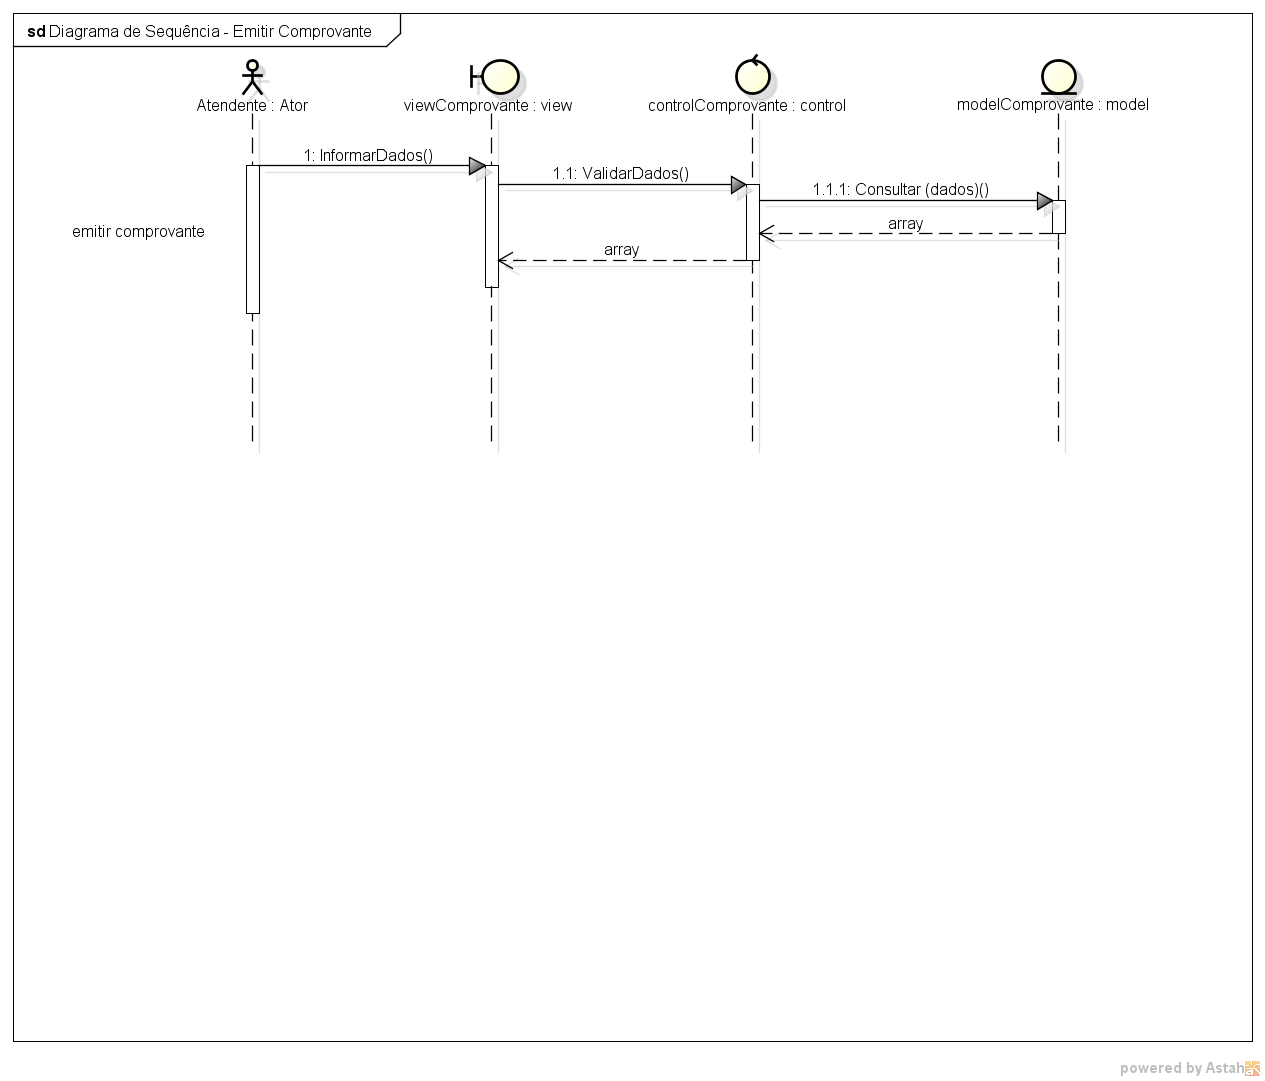 sd Diagrama de Sequência - Emitir Comprovante
Atendente : Ator
viewComprovante : view
controlComprovante : control
modelComprovante : model
1: InformarDados()
1.1: ValidarDados()
1.1.1: Consultar (dados)()
array
emitir comprovante
array
powered by Astah